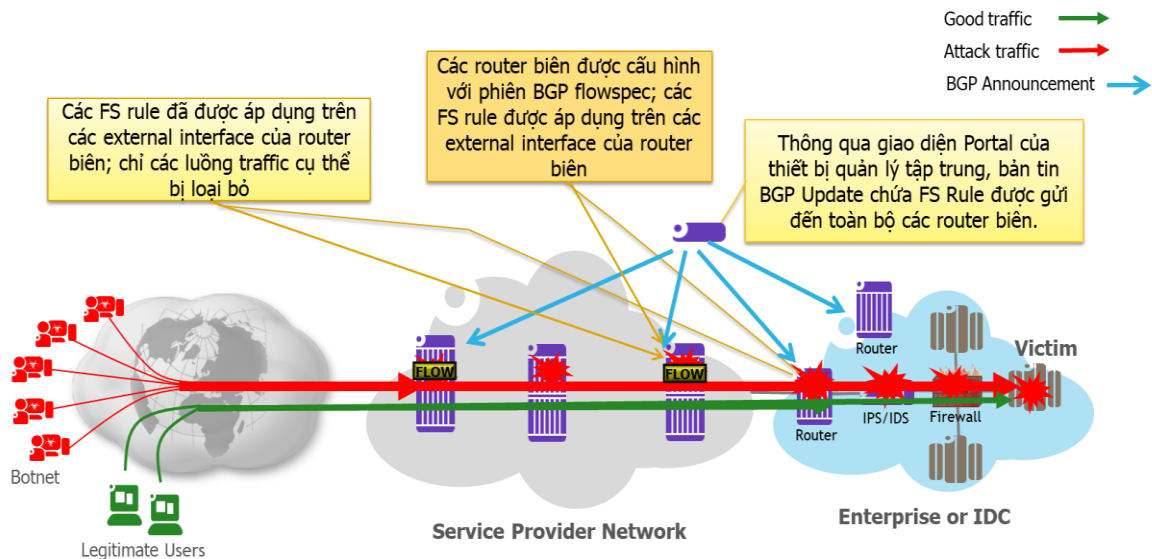 Good traffic
Attack traffic
BGP Announcement
Các FS rule đã được áp dụng trên
các external interface của router
biên; chỉ các luồng traffic cụ thể
bị loại bỏ
Các router biên được cấu hình
với phiên BGP flowspec; các
FS rule được áp dụng trên các
external interface của router
biên
Thông qua giao diện Portal của
thiết bị quản lý tập trung, bản tin
BGP Update chứa FS Rule được gửi
đến toàn bộ các router biên.
Router
Victim
FLOW
FLOW
Router
IPS/IDS
Firewall
Botnet
Legitimate Users
Service Provider Network
Enterprise or IDC